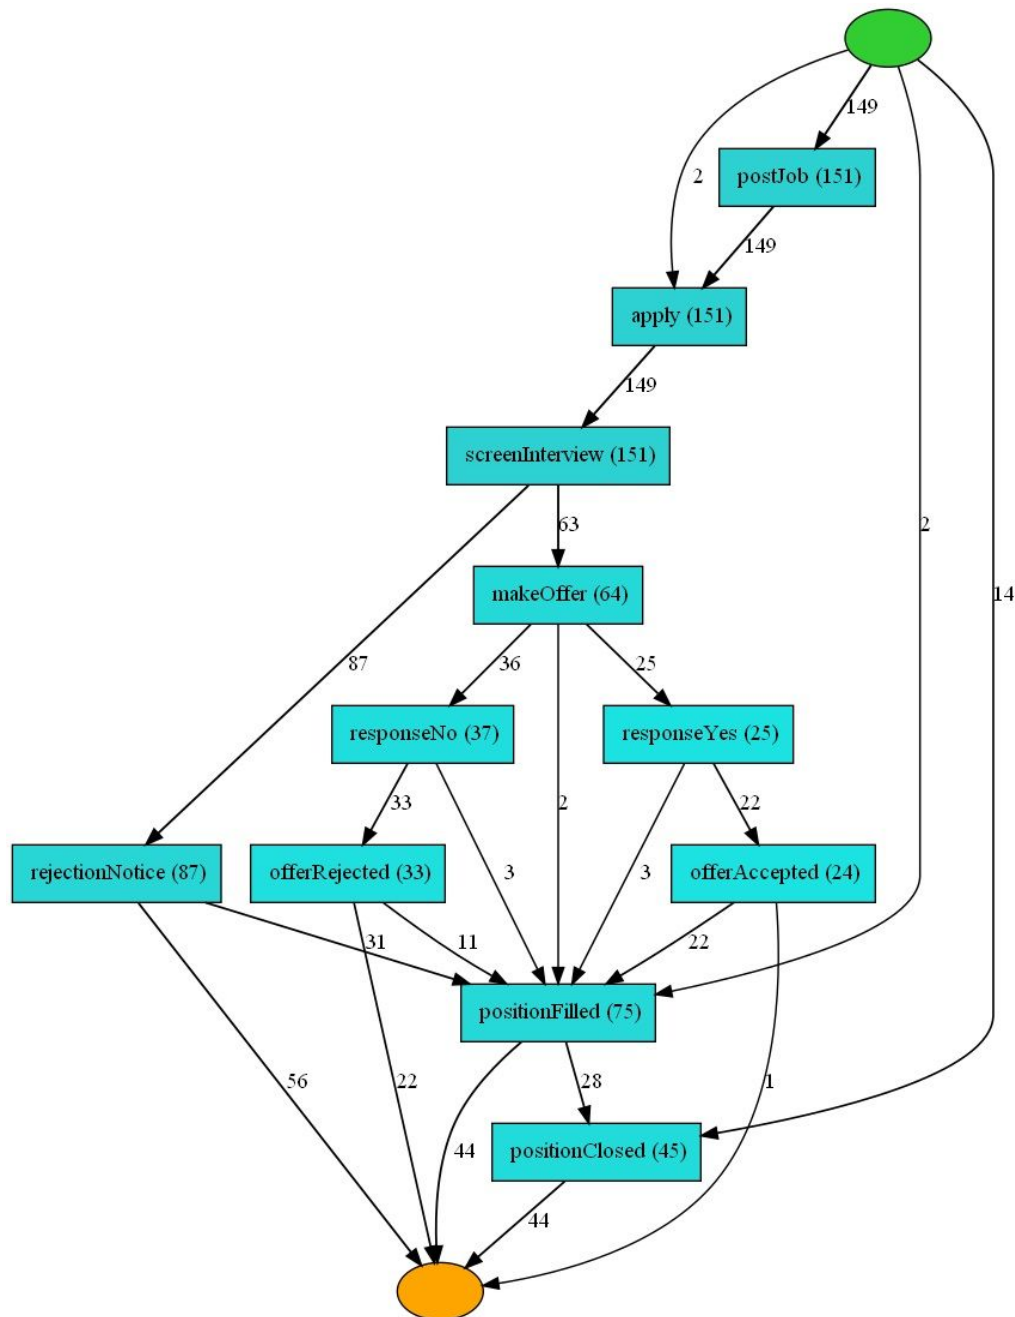 149
postJob (151)
2
149
apply (151)
149
screenInterview (151)
63
2
makeOffer (64)
14
87
36
25
responseNo (37)
responseYes (25)
33
2
22
rejectionNotice (87)
offerRejected (33)
3
3
offerAccepted (24)
31
11
22
positionFilled (75)
56
22
28
1
44
positionClosed (45)
44